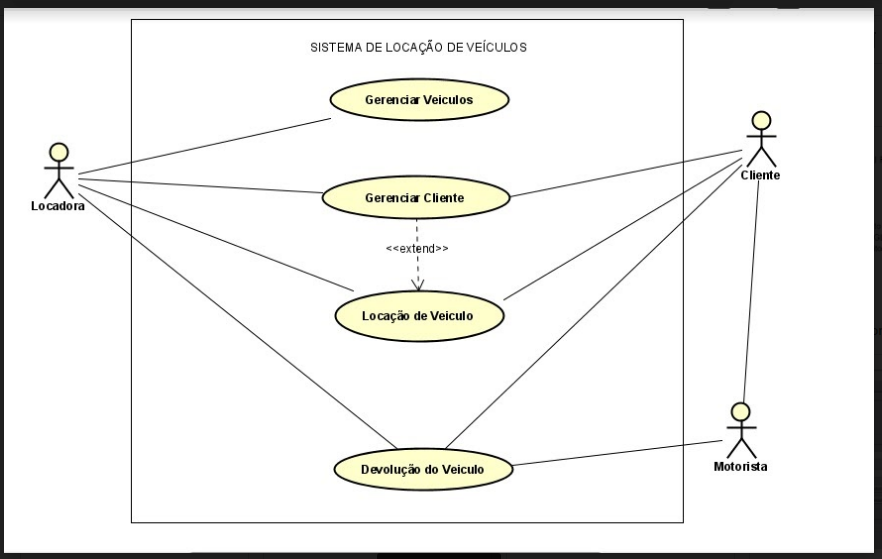 SISTEMA DE LOCAÇÃO DE VEÍCULOS
Gerenciar Veiculos
Locadora
Cliente
Gerenciar Cliente
<<extend>>
Locação de Veiculo
Devolução do Veiculo
Motorista